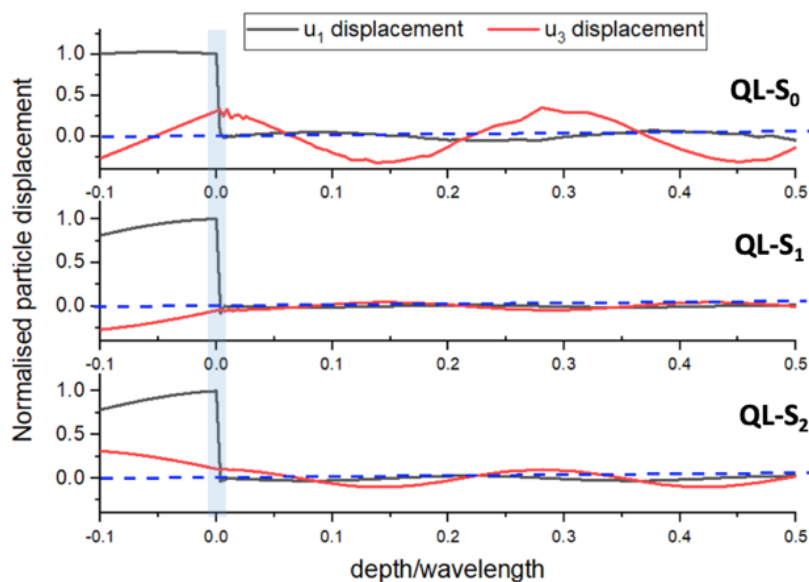 u₁ displacement u₃ displacement
QL-S₀
1.0
0.5
0.0
-0.1 0.0 0.1 0.2 0.3 0.4 0.5
QL-S₁
1.0
0.5
0.0
-0.1 0.0 0.1 0.2 0.3 0.4 0.5
QL-S₂
1.0
0.5
0.0
-0.1 0.0 0.1 0.2 0.3 0.4 0.5
Normalised particle displacement
depth/wavelength